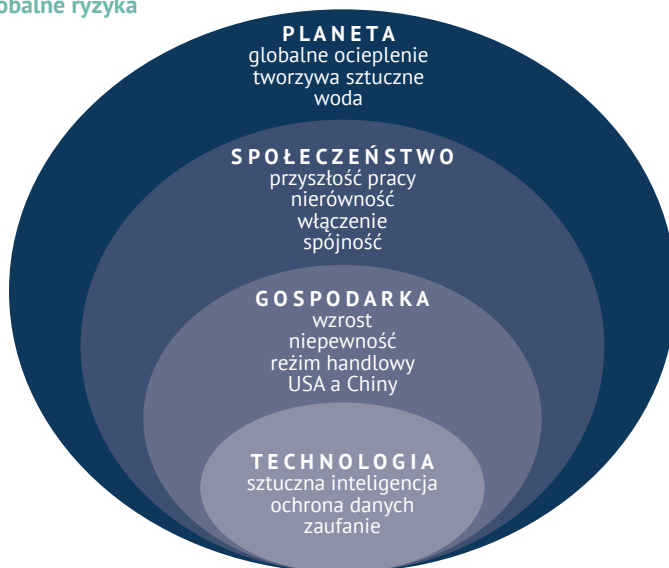 obalne ryzyka
PLANETA
globalne ocieplenie
tworzywa sztuczne
woda
SPOŁECZEŃSTWO
przyszłość pracy
nierówność
włączenie
spójność
GOSPODARKA
wzrost
niepewność
reżim handlowy
USA a Chiny
TECHNOLOGIA
sztuczna inteligencja
ochrona danych
zaufanie